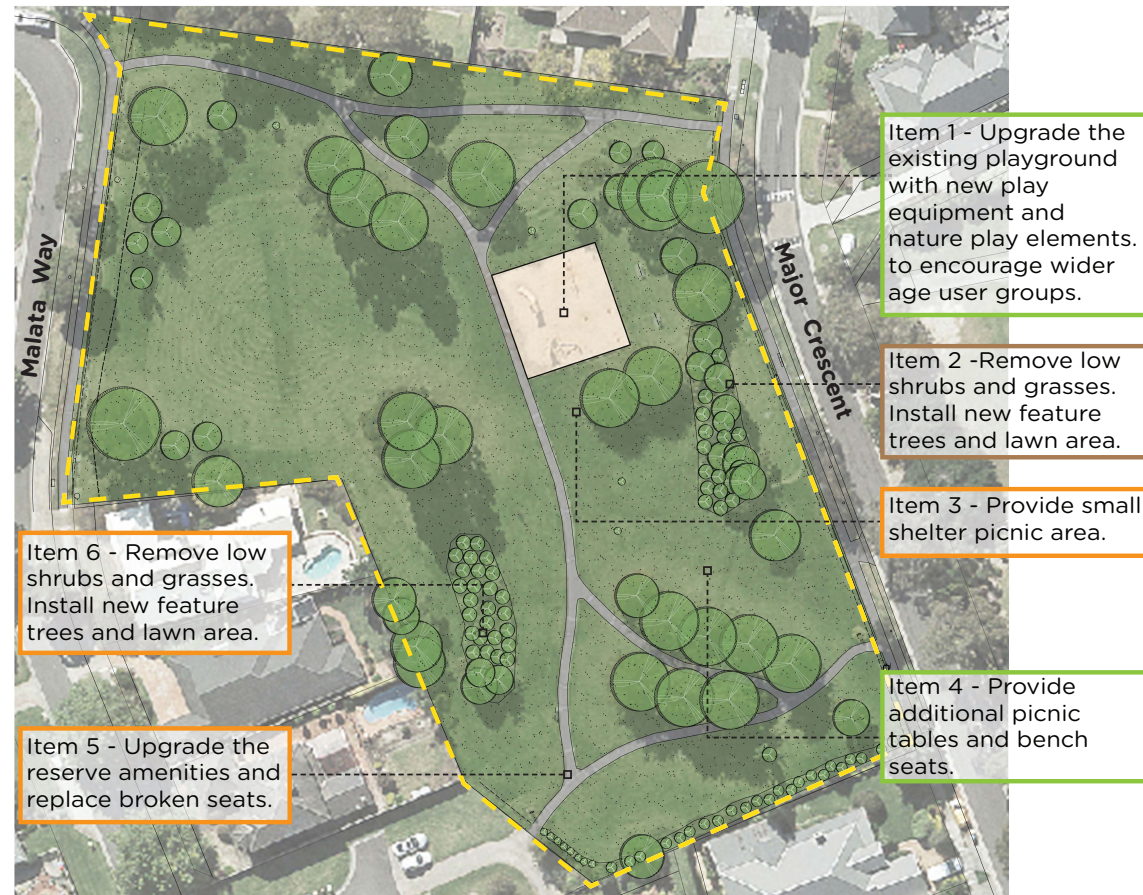 Item 1 - Upgrade the
existing playground
with new play
equipment and
nature play elements.
to encourage wider
age user groups.
Malata Way
Major Crescent
Item 2 -Remove low
shrubs and grasses.
Install new feature
trees and lawn area.
Item 3 - Provide small
shelter picnic area.
Item 6 - Remove low
shrubs and grasses.
Install new feature
trees and lawn area.
Item 4 - Provide
additional picnic
tables and bench
seats.
Item 5 - Upgrade the
reserve amenities and
replace broken seats.